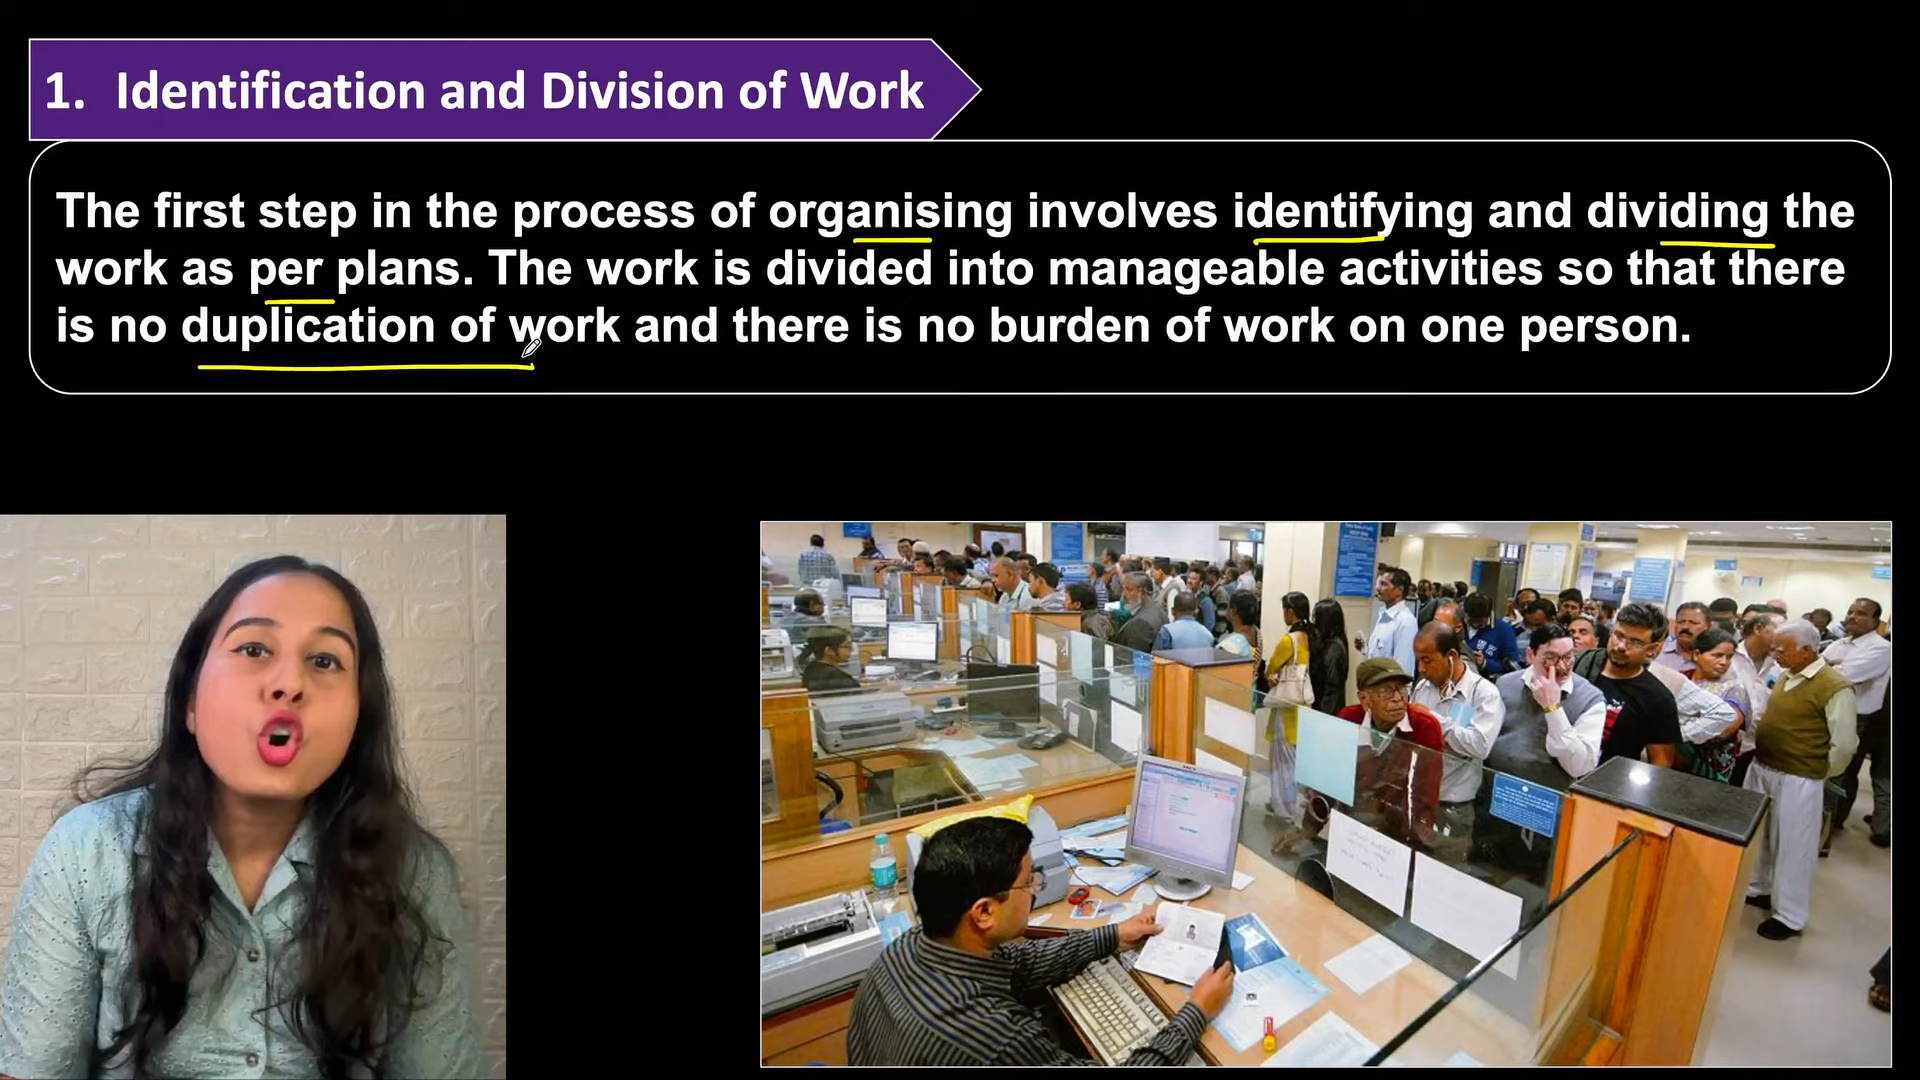 1. Identification and Division of Work
The first step in the process of organising involves identifying and dividing the
work as per plans. The work is divided into manageable activities so that there
is no duplication of work and there is no burden of work on one person.